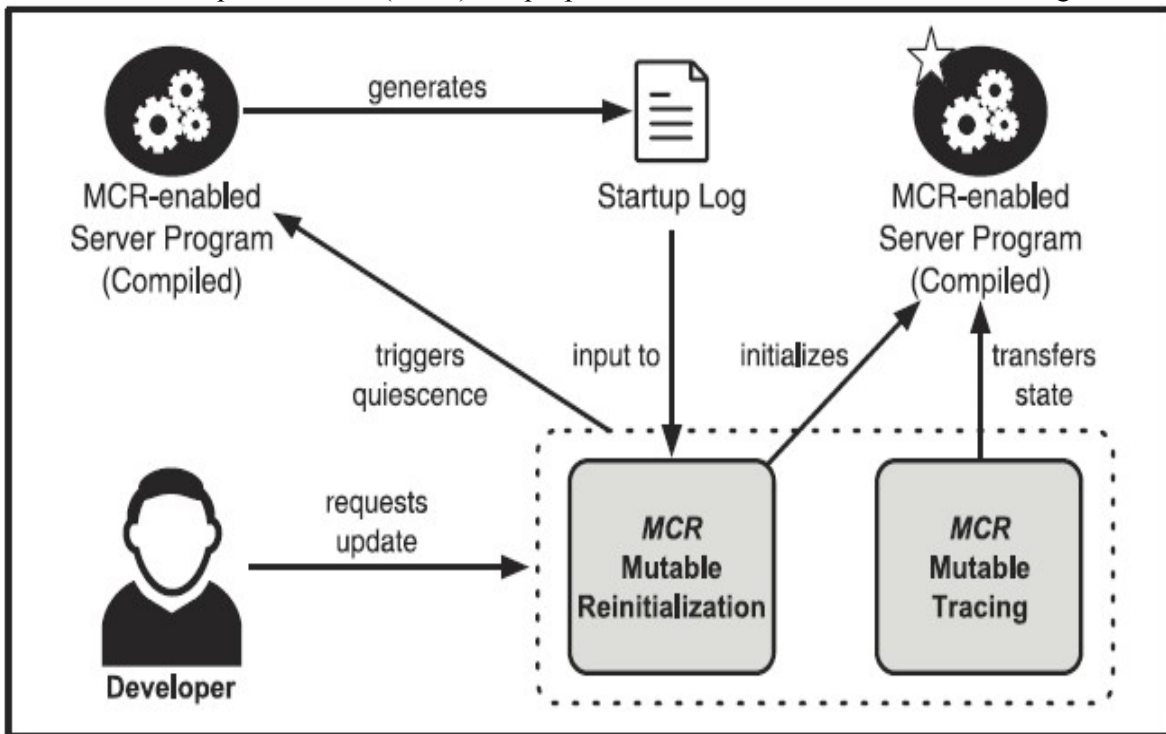 generates
MCR-enabled
Server Program
(Compiled)
Startup Log
MCR-enabled
Server Program
(Compiled)
triggers
quiescence
input to
initializes
transfers
state
requests
update
MCR
Mutable
Reinitialization
MCR
Mutable
Tracing
Developer